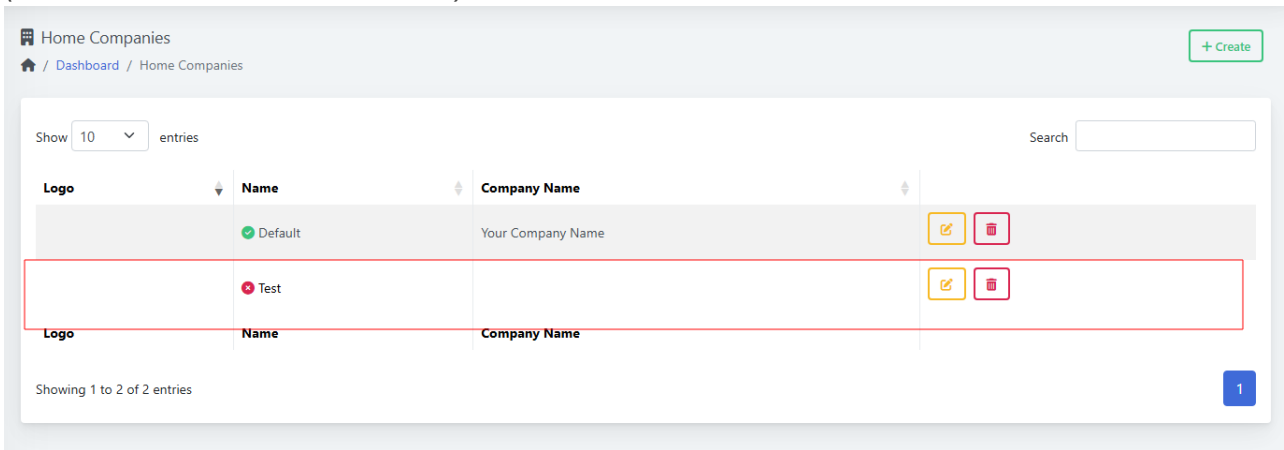 Home Companies
+ Create
/ Dashboard / Home Companies
Show 10 entries
Search
Logo Name Company Name
Default Your Company Name
Test
Logo Name Company Name
Showing 1 to 2 of 2 entries
1